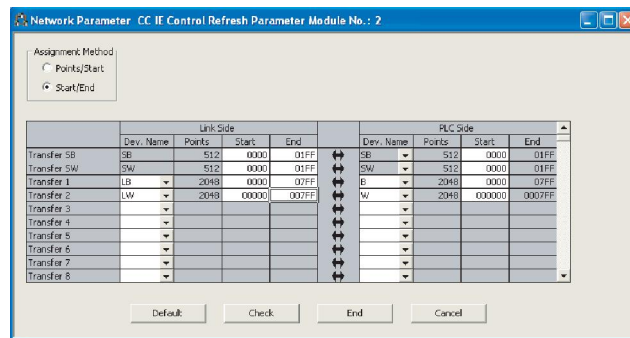 Network Parameter CC IE Control Refresh Parameter Module No.: 2
Assignment Method
Points/Start
Start/End
Link Side PLC Side
Dev. Name Points Start End Dev. Name Points Start End
Transfer SB SB 512 0000 01FF SB 512 0000 01FF
Transfer SW SW 512 0000 01FF SW 512 0000 01FF
Transfer 1 LB 2048 0000 07FF B 2048 0000 07FF
Transfer 2 LW 2048 00000 007FF W 2048 000000 0007FF
Transfer 3
Transfer 4
Transfer 5
Transfer 6
Transfer 7
Transfer 8
Default Check End Cancel